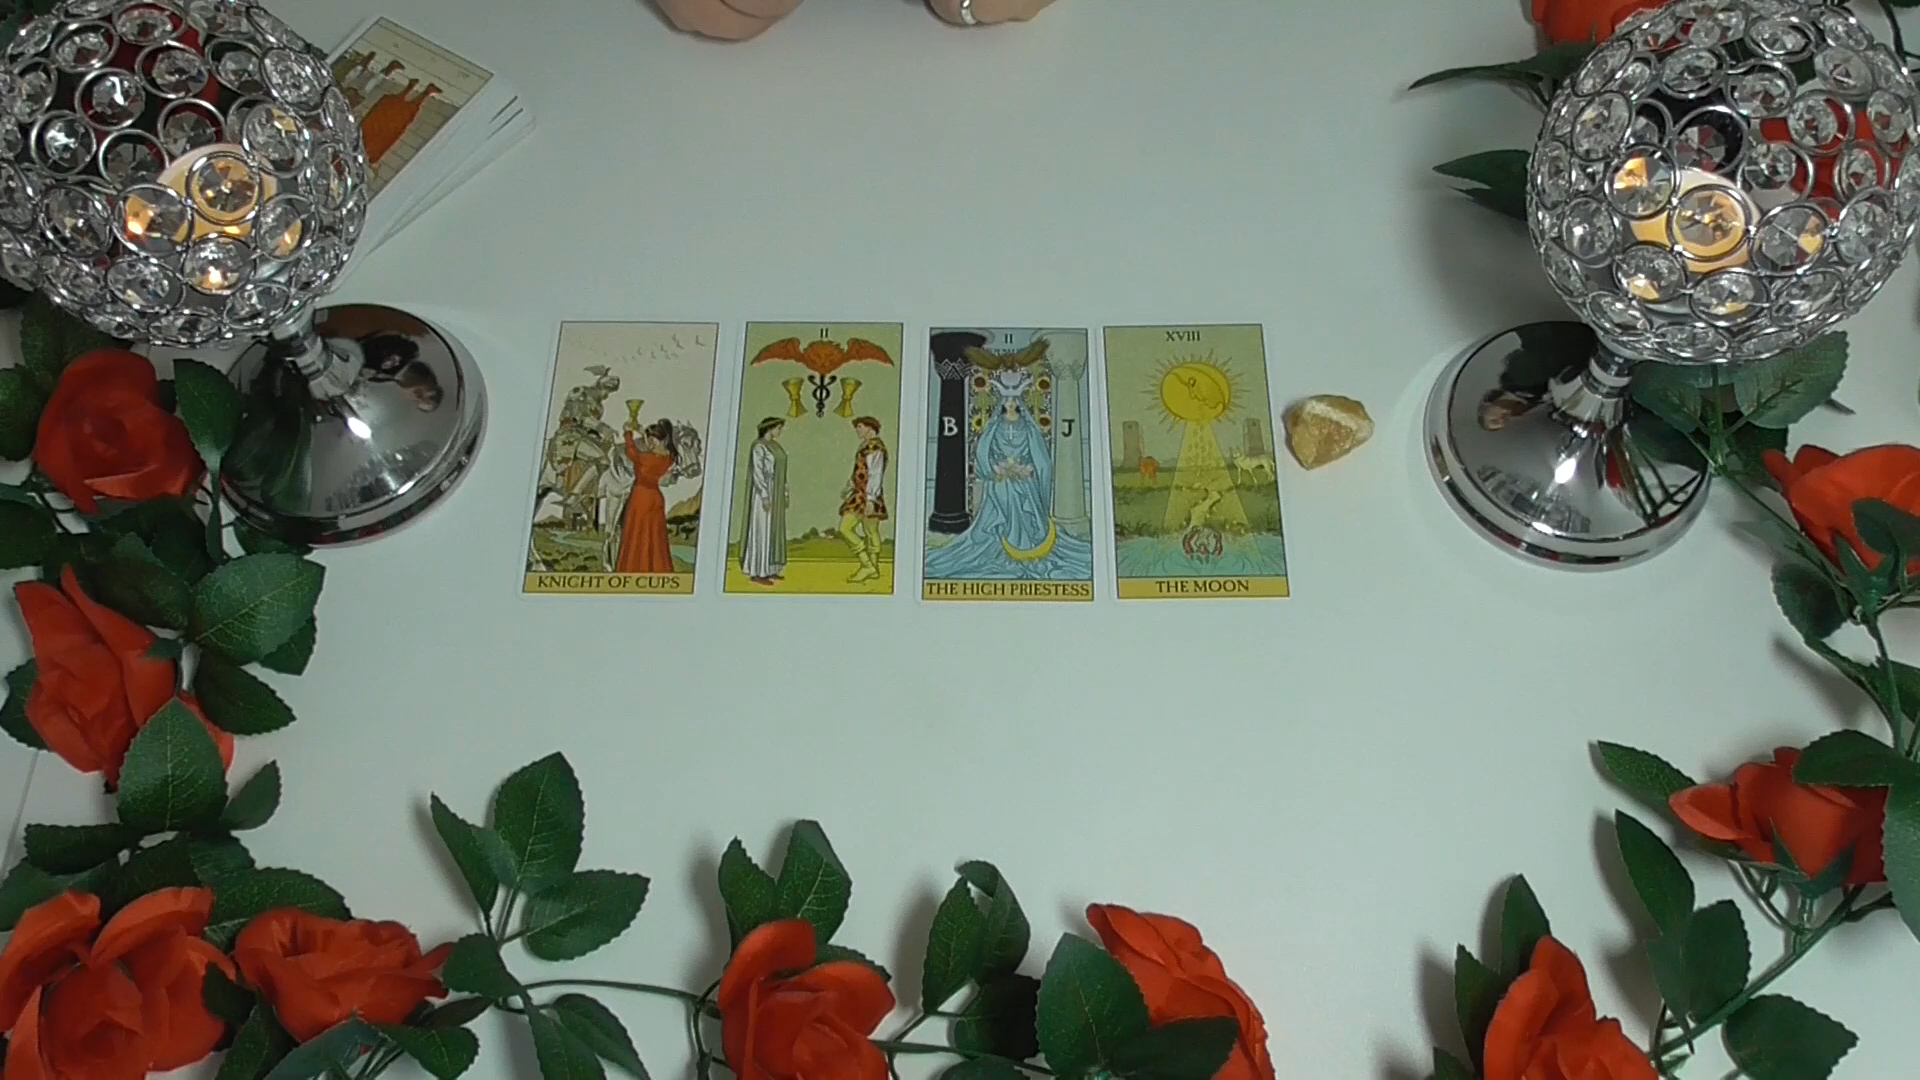 KNIGHT OF CUPS
II
II
B J
THE HIGH PRIESTESS
XVIII
THE MOON